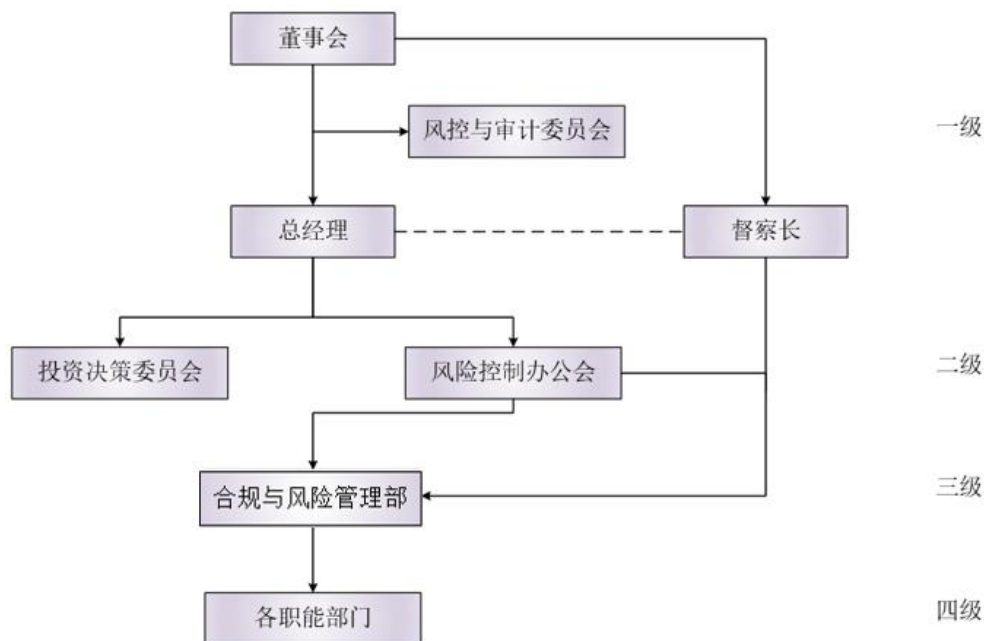 董事会
风控与审计委员会
一级
总经理
督察长
投资决策委员会
风险控制办公会
二级
合规与风险管理部
三级
各职能部门
四级